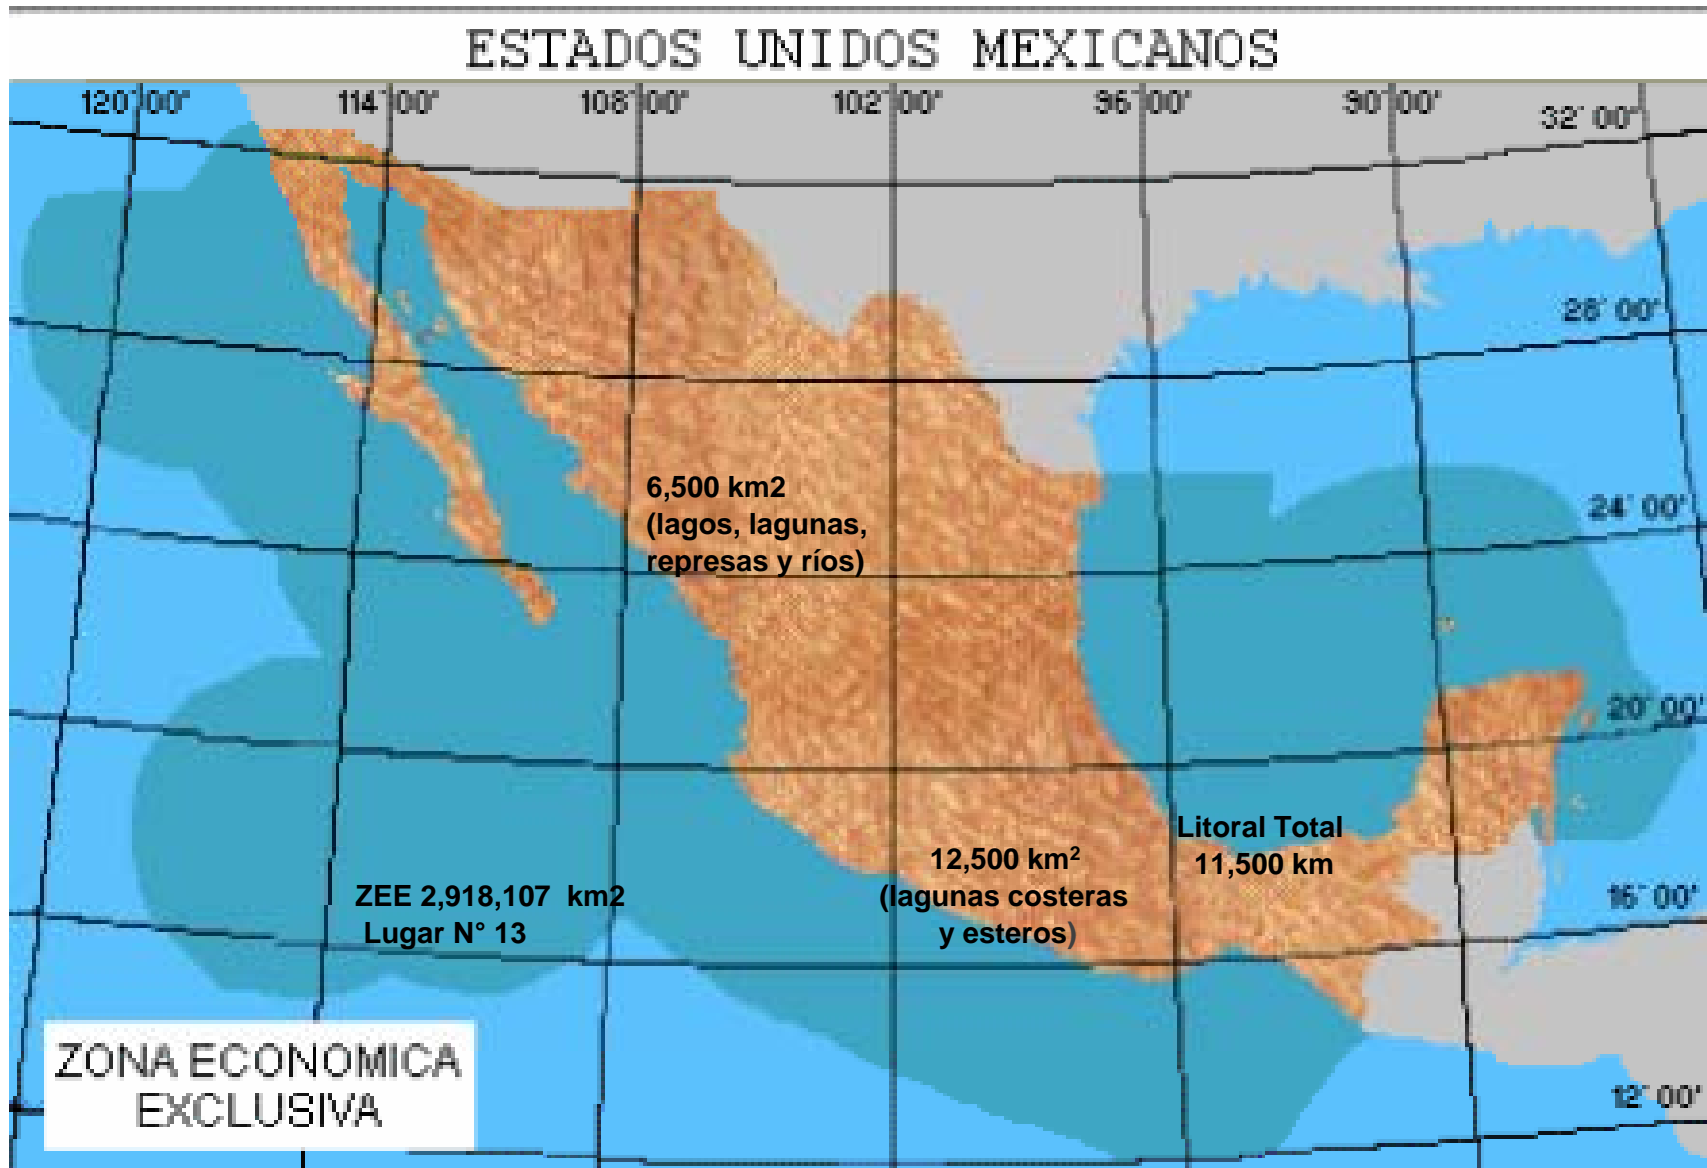 ESTADOS UNIDOS MEXICANOS
120°00' 114°00' 108°00' 102°00' 96°00' 90°00'
32°00'
28°00'
24°00'
20°00'
16°00'
12°00'
6,500 km2
(lagos, lagunas,
represas y ríos)
Litoral Total
11,500 km
12,500 km²
(lagunas costeras
y esteros)
ZEE 2,918,107 km2
Lugar N° 13
ZONA ECONOMICA
EXCLUSIVA